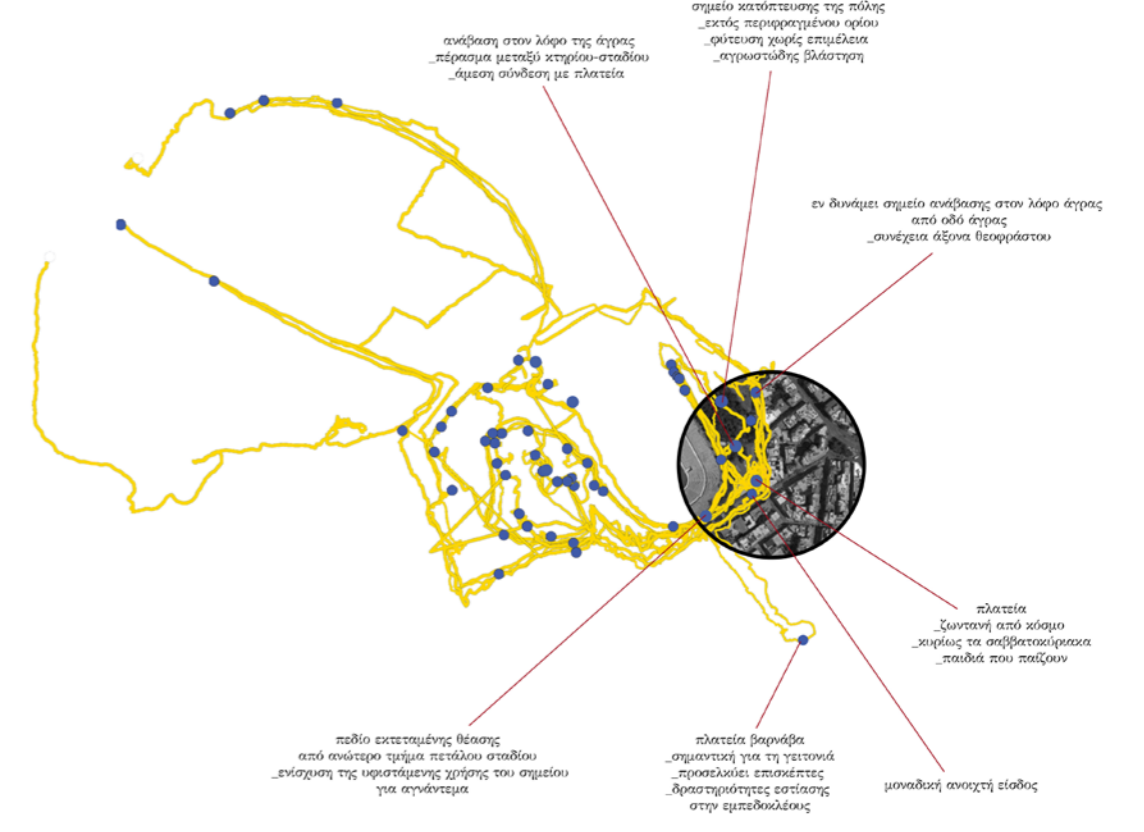 σημείο κατόπτευσης της πόλης
_εκτός περιφραγμένου ορίου
_φύτευση χωρίς επιμέλεια
_αγρωστώδης βλάστηση
ανάβαση στον λόφο της άγρας
_πέρασμα μεταξύ κτηρίου-σταδίου
_άμεση σύνδεση με πλατεία
εν δυνάμει σημείο ανάβασης στον λόφο άγρας
από οδό άγρας
_συνέχεια άξονα θεοφράστου
πλατεία
_ζωντανή από κόσμο
_κυρίως τα σαββατοκύριακα
_παιδιά που παίζουν
πεδίο εκτεταμένης θέασης
από ανώτερο τμήμα πετάλου σταδίου
_ενίσχυση της υφιστάμενης χρήσης του σημείου
για αγνάντεμα
πλατεία βαρνάβα
_σημαντική για τη γειτονιά
_προσελκύει επισκέπτες
_δραστηριότητες εστίασης
στην εμπεδοκλέους
μοναδική ανοιχτή είσοδος